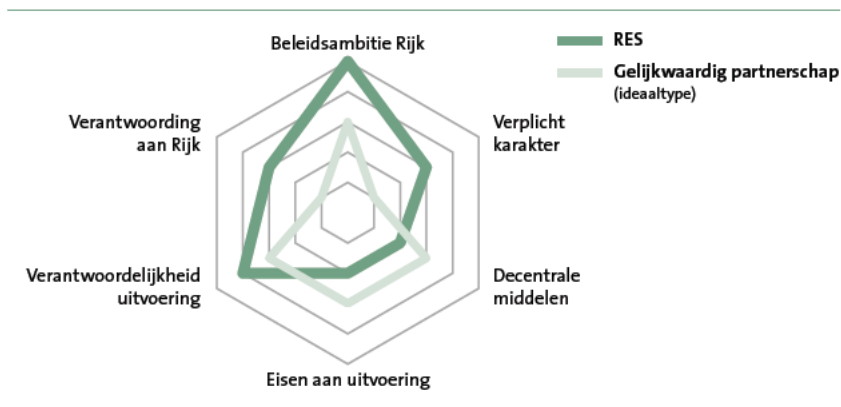 Beleidsambitie Rijk
RES
Gelijkwaardig partnerschap
(ideaaltype)
Verantwoording
aan Rijk
Verplicht
karakter
Verantwoordelijkheid
uitvoering
Decentrale
middelen
Eisen aan uitvoering